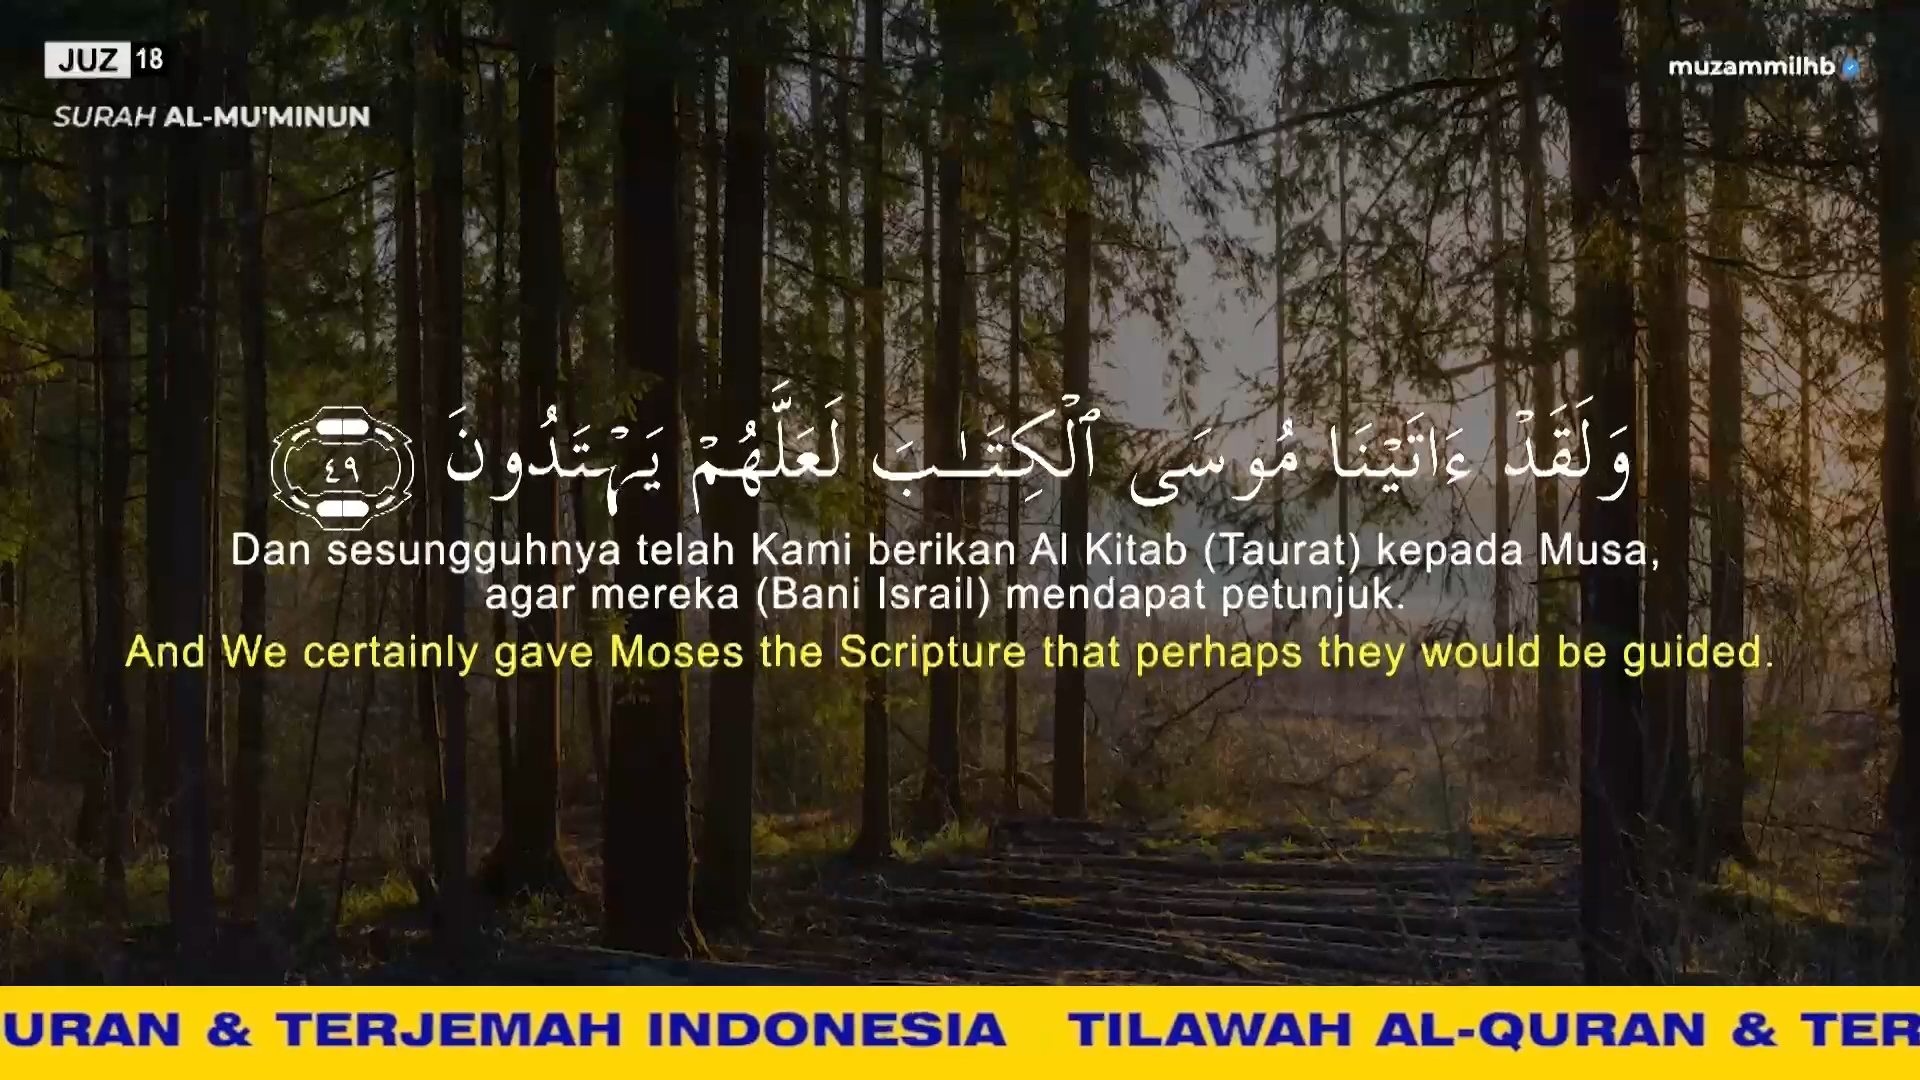 JUZ 18
SURAH AL-MU'MINUN
muzammilhb
وَلَقَدْ ءَاتَيْنَا مُوسَى ٱلْكِتَـٰبَ لَعَلَّهُمْ يَهْتَدُونَ ٤٩
Dan sesungguhnya telah Kami berikan Al Kitab (Taurat) kepada Musa,
agar mereka (Bani Israil) mendapat petunjuk.
And We certainly gave Moses the Scripture that perhaps they would be guided.
URAN & TERJEMAH INDONESIA TILAWAH AL-QURAN & TER